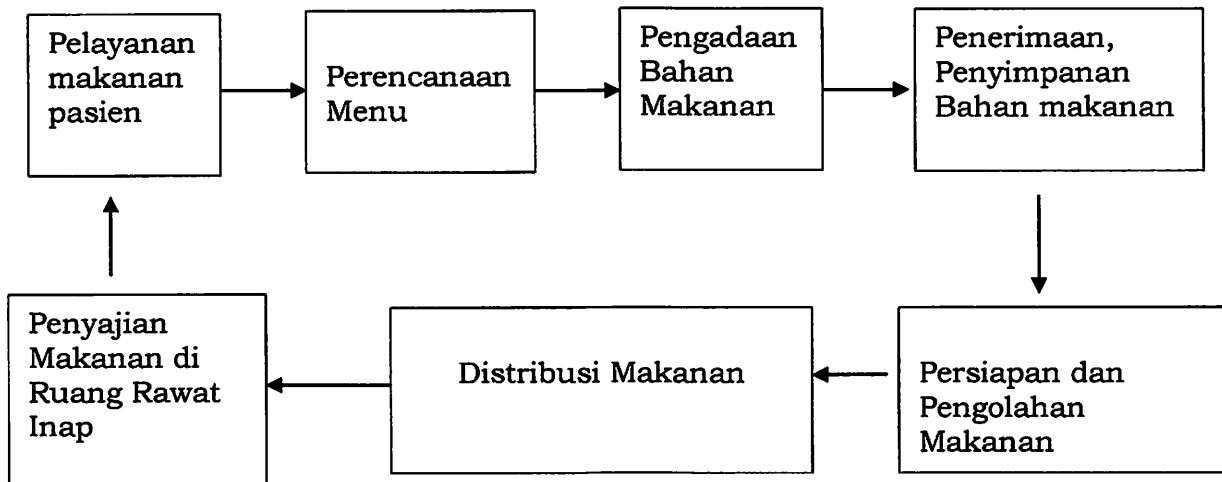 Pelayanan
makanan
pasien
Perencanaan
Menu
Pengadaan
Bahan
Makanan
Penerimaan,
Penyimpanan
Bahan makanan
Penyajian
Makanan di
Ruang Rawat
Inap
Distribusi Makanan
Persiapan dan
Pengolahan
Makanan